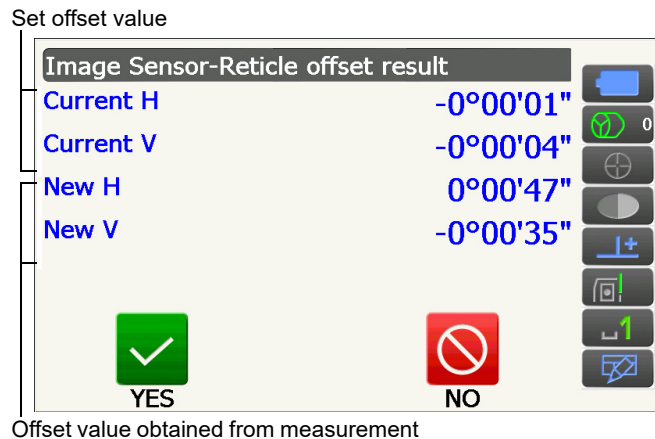 Set offset value
Image Sensor-Reticle offset result
Current H -0°00'01"
Current V -0°00'04"
0
New H 0°00'47"
New V -0°00'35"
1
YES NO
Offset value obtained from measurement